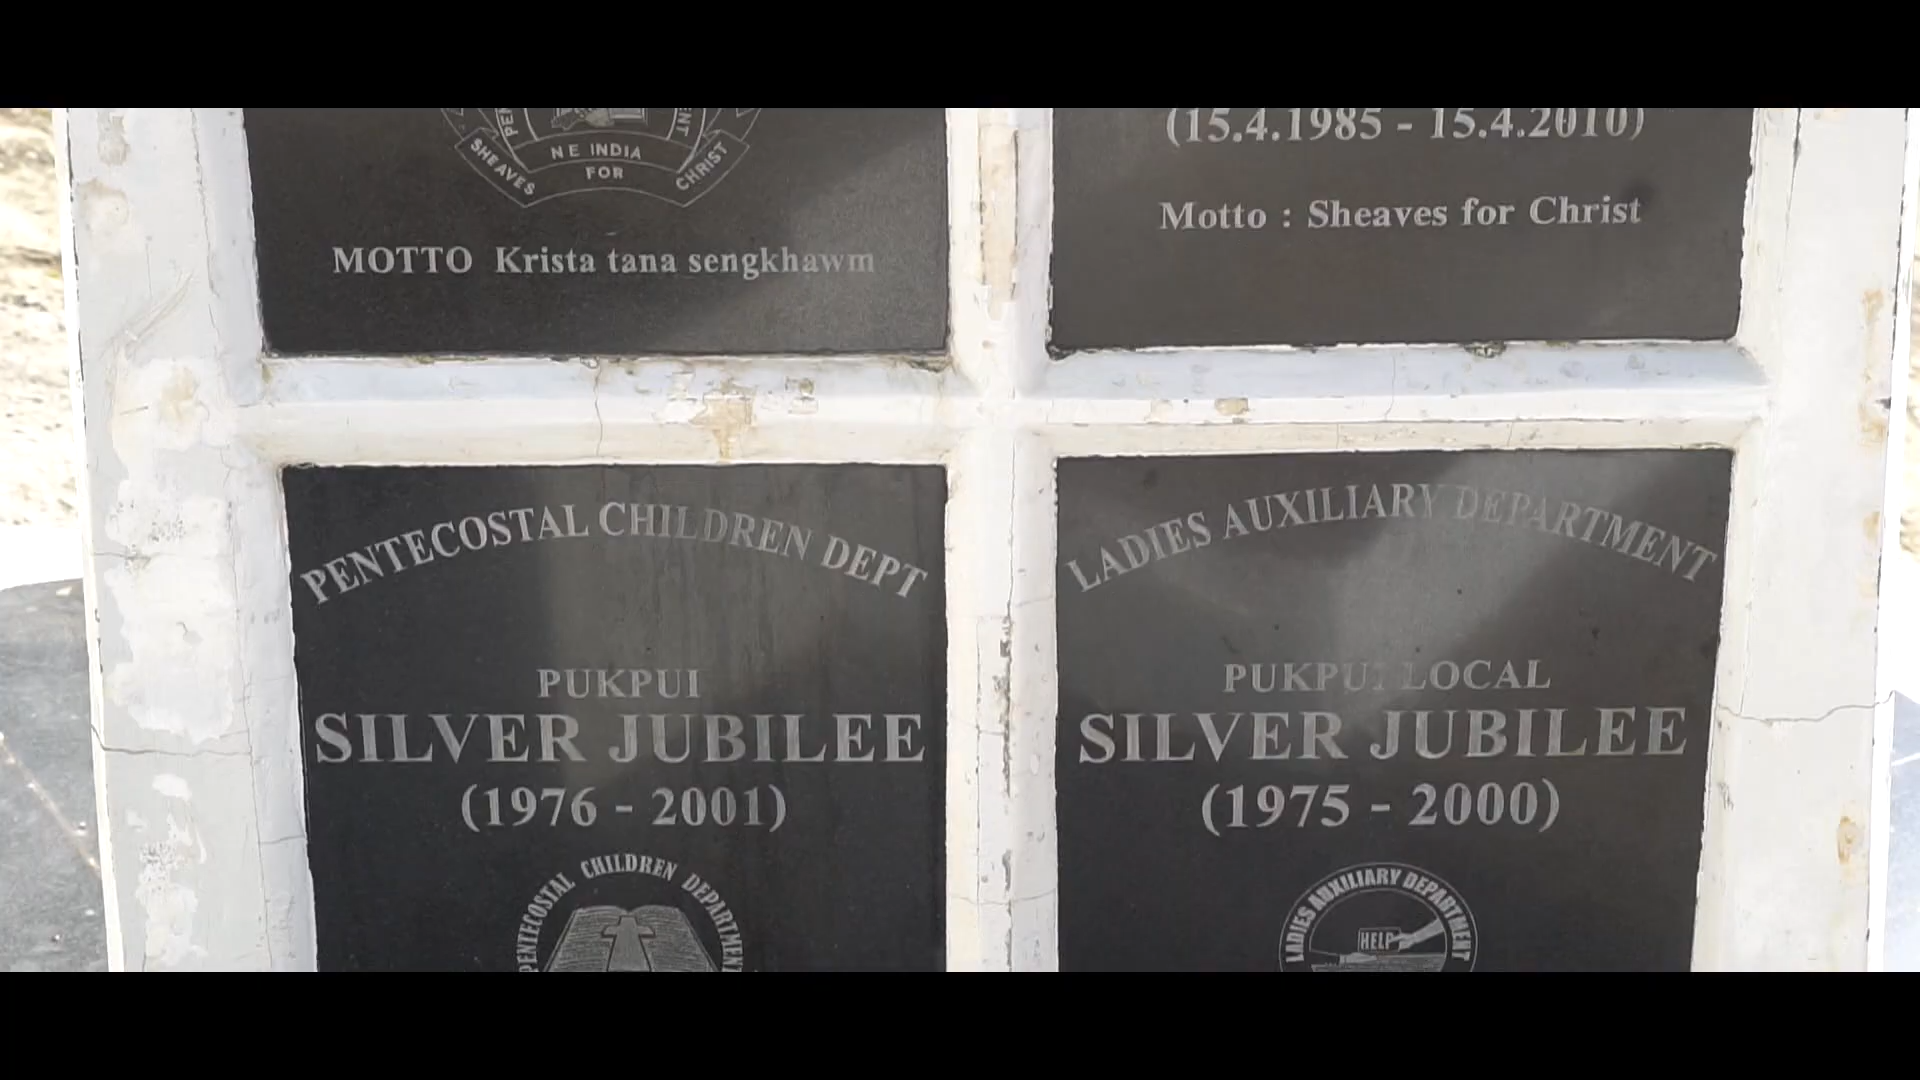 N E INDIA
SHEAVES FOR CHRIST
MOTTO Krista tana sengkhawm
(15.4.1985 - 15.4.2010)
Motto : Sheaves for Christ
PENTECOSTAL CHILDREN DEPT
PUKPUI
SILVER JUBILEE
(1976 - 2001)
PENTECOSTAL CHILDREN DEPARTMENT
LADIES AUXILIARY DEPARTMENT
PUKPUI LOCAL
SILVER JUBILEE
(1975 - 2000)
LADIES AUXILIARY DEPARTMENT
HELP